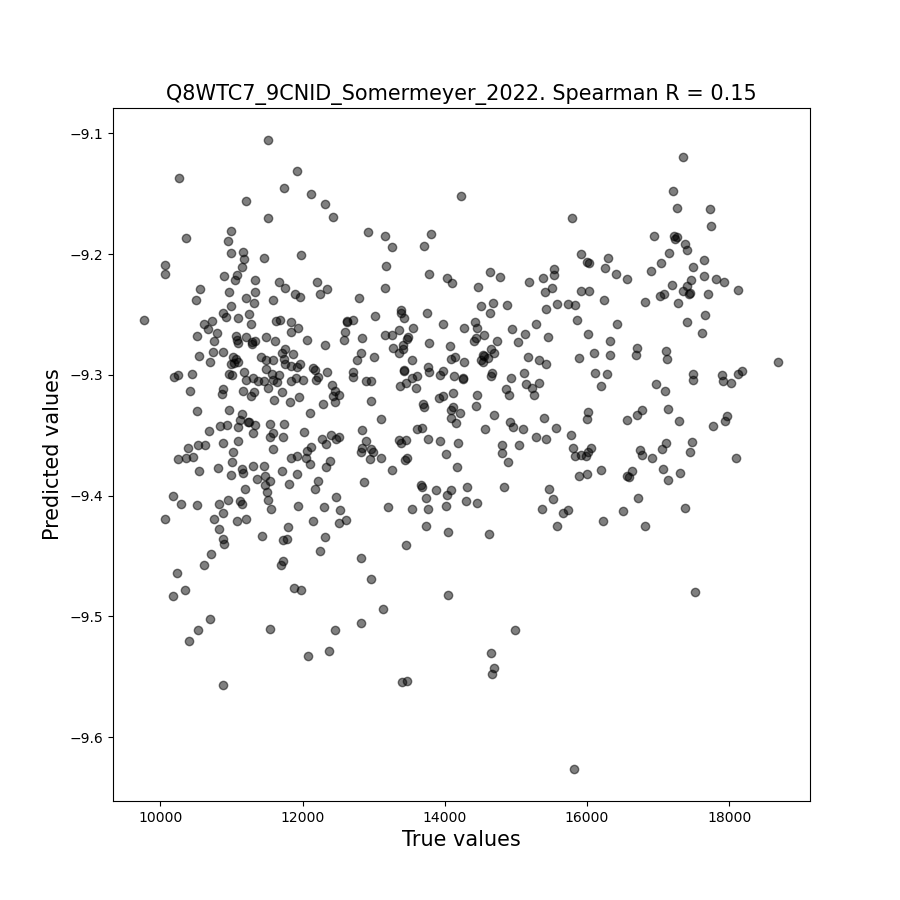 Q8WTC7_9CNID_Somermeyer_2022. Spearman R = 0.15
Predicted values
−9.1
−9.2
−9.3
−9.4
−9.5
−9.6
10000 12000 14000 16000 18000
True values